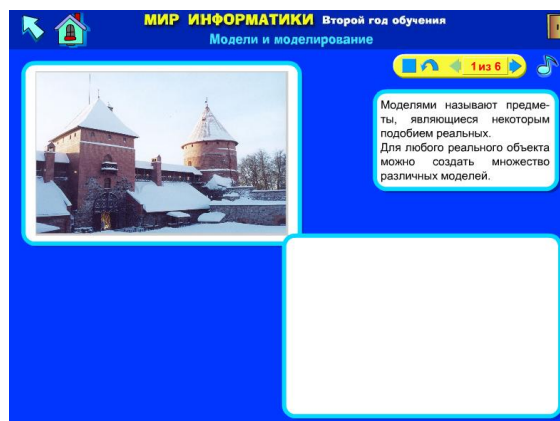 МИР ИНФОРМАТИКИ Второй год обучения
Модели и моделирование
1 из 6
Моделями называют предме-
ты, являющиеся некоторым
подобием реальных.
Для любого реального объекта
можно создать множество
различных моделей.